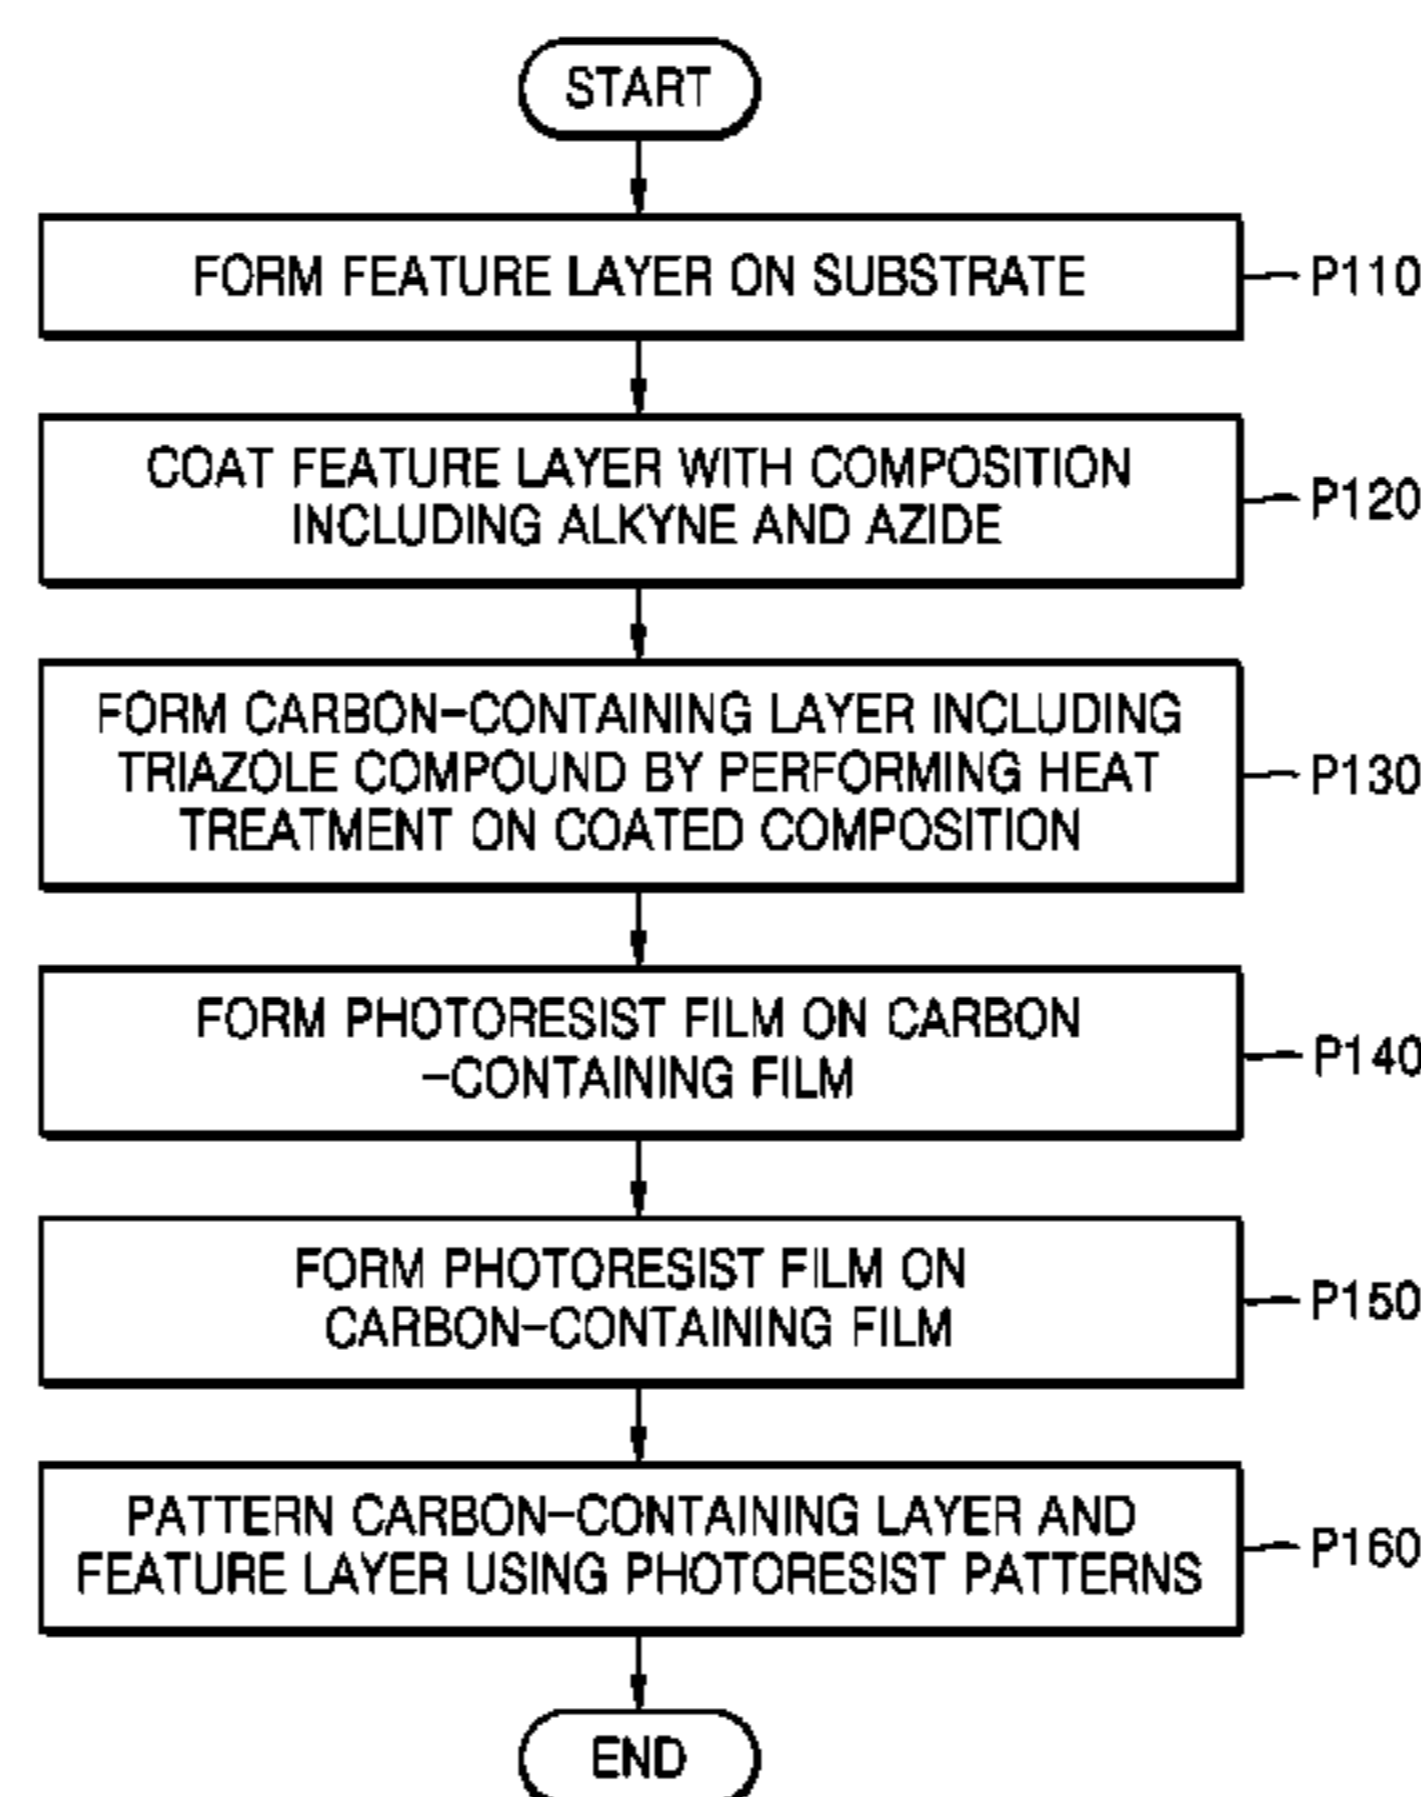 START
FORM FEATURE LAYER ON SUBSTRATE
P110
COAT FEATURE LAYER WITH COMPOSITION
INCLUDING ALKYNE AND AZIDE
P120
FORM CARBON-CONTAINING LAYER INCLUDING
TRIAZOLE COMPOUND BY PERFORMING HEAT
TREATMENT ON COATED COMPOSITION
P130
FORM PHOTORESIST FILM ON CARBON
-CONTAINING FILM
P140
FORM PHOTORESIST FILM ON
CARBON-CONTAINING FILM
P150
PATTERN CARBON-CONTAINING LAYER AND
FEATURE LAYER USING PHOTORESIST PATTERNS
P160
END